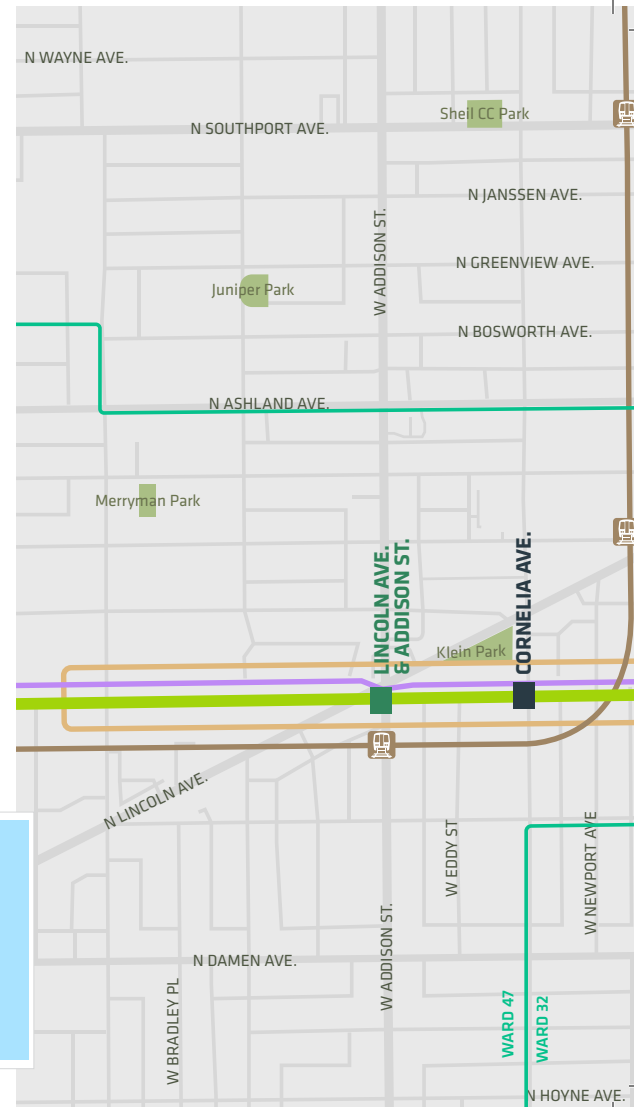 N WAYNE AVE.
Sheil CC Park
N SOUTHPORT AVE.
N JANSSEN AVE.
W ADDISON ST.
N GREENVIEW AVE.
Juniper Park
N BOSWORTH AVE.
N ASHLAND AVE.
Merryman Park
LINCOLN AVE.
& ADDISON ST.
CORNELIA AVE.
Klein Park
N LINCOLN AVE.
W EDDY ST
W NEWPORT AVE
W ADDISON ST.
N DAMEN AVE.
W BRADLEY PL
WARD 47
WARD 32
N HOYNE AVE.